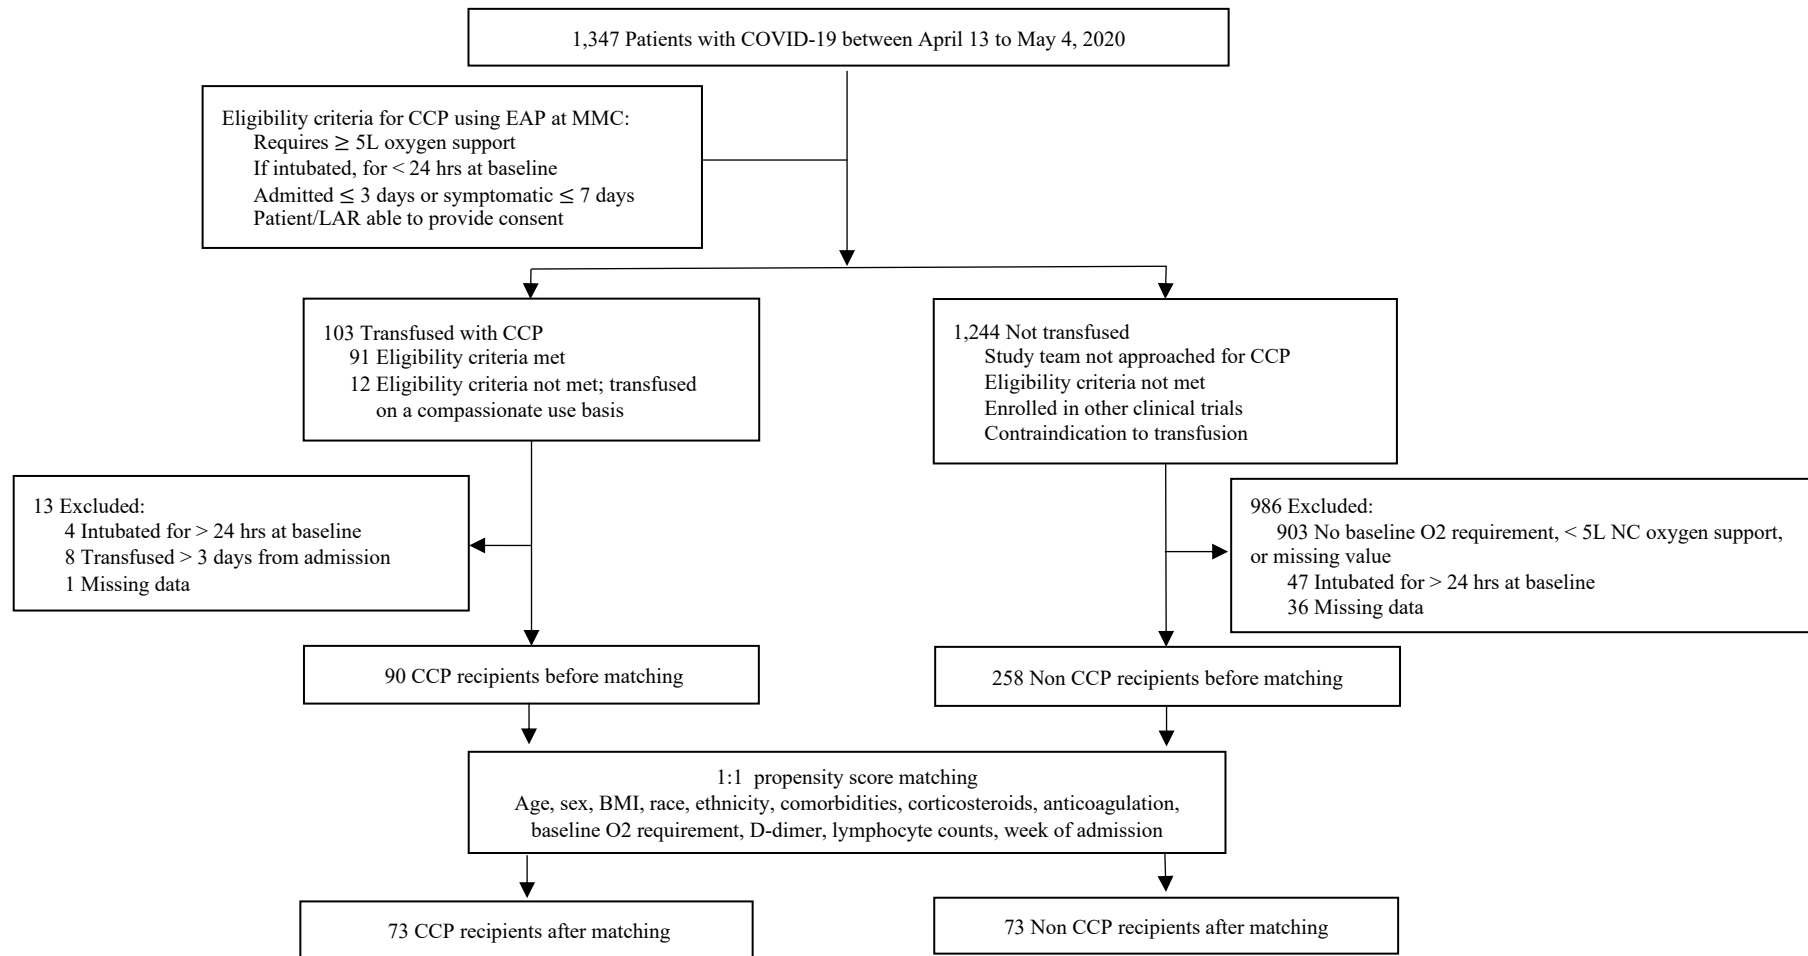 1,347 Patients with COVID-19 between April 13 to May 4, 2020
Eligibility criteria for CCP using EAP at MMC:
Requires ≥ 5L oxygen support
If intubated, for < 24 hrs at baseline
Admitted ≤ 3 days or symptomatic ≤ 7 days
Patient/LAR able to provide consent
103 Transfused with CCP
91 Eligibility criteria met
12 Eligibility criteria not met; transfused
on a compassionate use basis
1,244 Not transfused
Study team not approached for CCP
Eligibility criteria not met
Enrolled in other clinical trials
Contraindication to transfusion
13 Excluded:
4 Intubated for > 24 hrs at baseline
8 Transfused > 3 days from admission
1 Missing data
986 Excluded:
903 No baseline O2 requirement, < 5L NC oxygen support,
or missing value
47 Intubated for > 24 hrs at baseline
36 Missing data
90 CCP recipients before matching
258 Non CCP recipients before matching
1:1 propensity score matching
Age, sex, BMI, race, ethnicity, comorbidities, corticosteroids, anticoagulation,
baseline O2 requirement, D-dimer, lymphocyte counts, week of admission
73 CCP recipients after matching
73 Non CCP recipients after matching